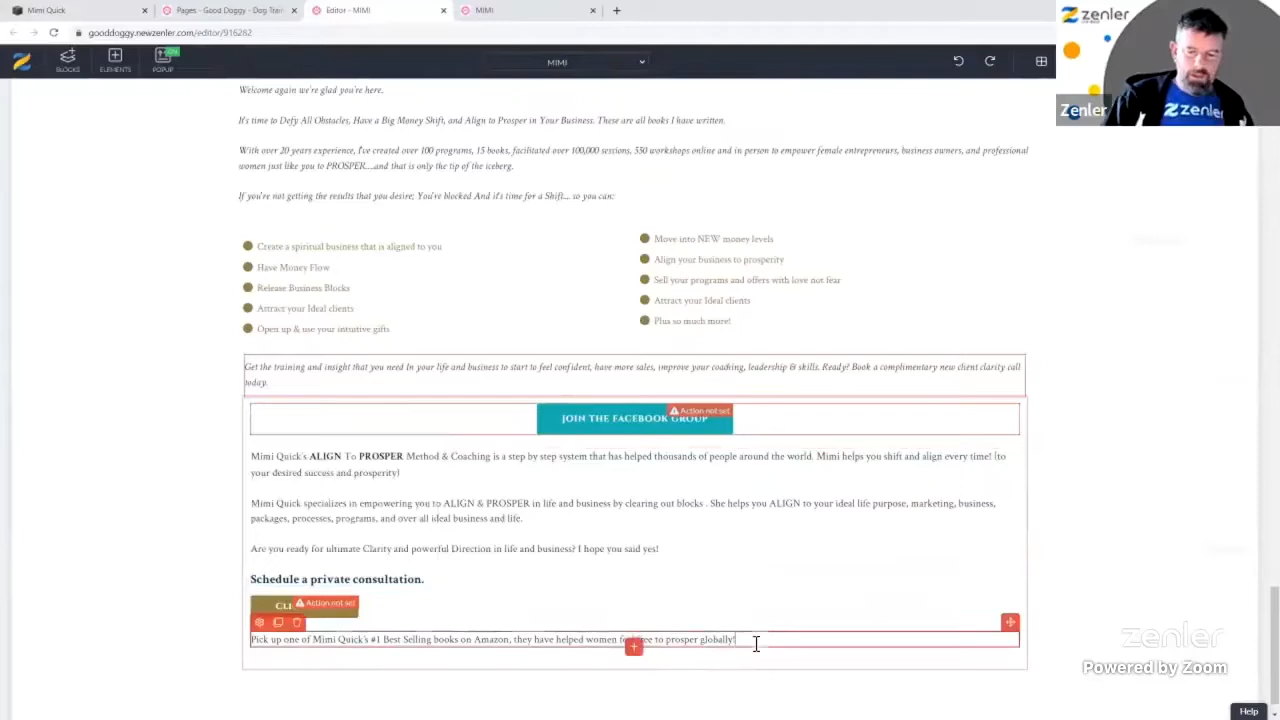 Mimi Quick
Pages - Good Doggy - Dog Train
Editor - MIMI
MIMI
gooddoggy.newzenler.com/editor/916282
BLOCKS
ELEMENTS
ON
POPUP
MIMI
zenler
zenler
Zenler
Welcome again we're glad you're here.
It's time to Defy All Obstacles, Have a Big Money Shift, and Align to Prosper in Your Business. These are all books I have written.
With over 20 years experience, I've created over 100 programs, 15 books, facilitated over 100,000 sessions, 550 workshops online and in person to empower female entrepreneurs, business owners, and professional
women just like you to PROSPER....and that is only the tip of the iceberg.
If you're not getting the results that you desire; You're blocked And it's time for a Shift.... so you can:
Create a spiritual business that is aligned to you
Have Money Flow
Release Business Blocks
Attract your Ideal clients
Open up & use your intuitive gifts
Move into NEW money levels
Align your business to prosperity
Sell your programs and offers with love not fear
Attract your Ideal clients
Plus so much more!
Get the training and insight that you need In your life and business to start to feel confident, have more sales, improve your coaching, leadership & skills. Ready? Book a complimentary new client clarity call
today.
Action not set
JOIN THE FACEBOOK GROUP
Mimi Quick's ALIGN To PROSPER Method & Coaching is a step by step system that has helped thousands of people around the world. Mimi helps you shift and align every time! (to
your desired success and prosperity)
Mimi Quick specializes in empowering you to ALIGN & PROSPER in life and business by clearing out blocks . She helps you ALIGN to your ideal life purpose, marketing, business,
packages, processes, programs, and over all ideal business and life.
Are you ready for ultimate Clarity and powerful Direction in life and business? I hope you said yes!
Schedule a private consultation.
Action not set
Pick up one of Mimi Quick's #1 Best Selling books on Amazon, they have helped women to prosper globally!
zenler
Powered by Zoom
Help